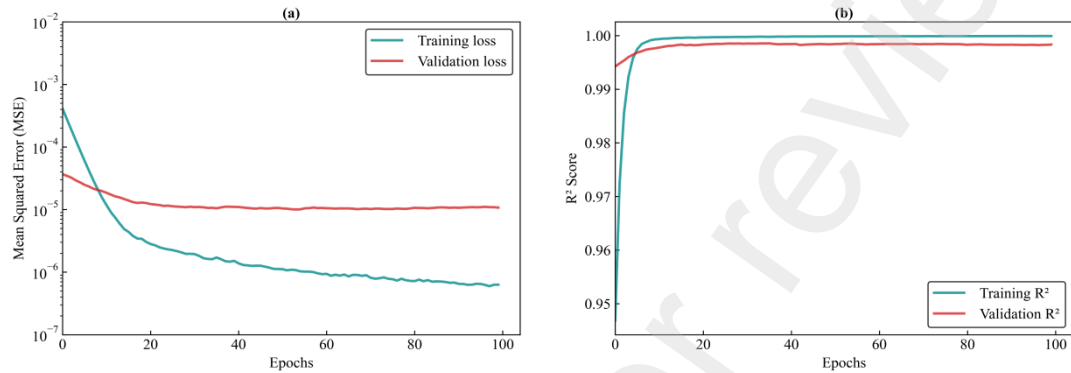 (a)
10⁻²
10⁻³
10⁻⁴
10⁻⁵
10⁻⁶
10⁻⁷
Mean Squared Error (MSE)
Training loss
Validation loss
0 20 40 60 80 100
Epochs
(b)
1.00
0.99
0.98
0.97
0.96
0.95
R² Score
Training R²
Validation R²
0 20 40 60 80 100
Epochs
r revie